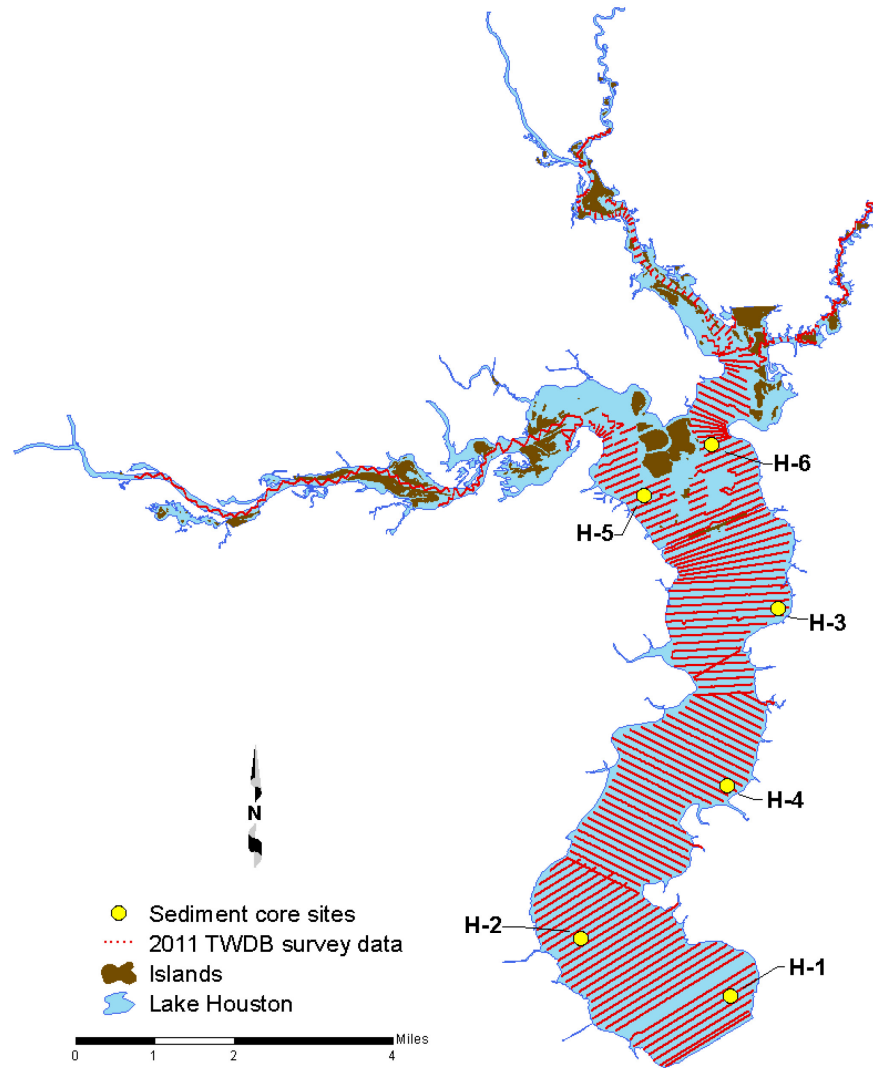 H-6
H-5
H-3
H-4
H-2
H-1
N
Sediment core sites
2011 TWDB survey data
Islands
Lake Houston
Miles
0 1 2 4